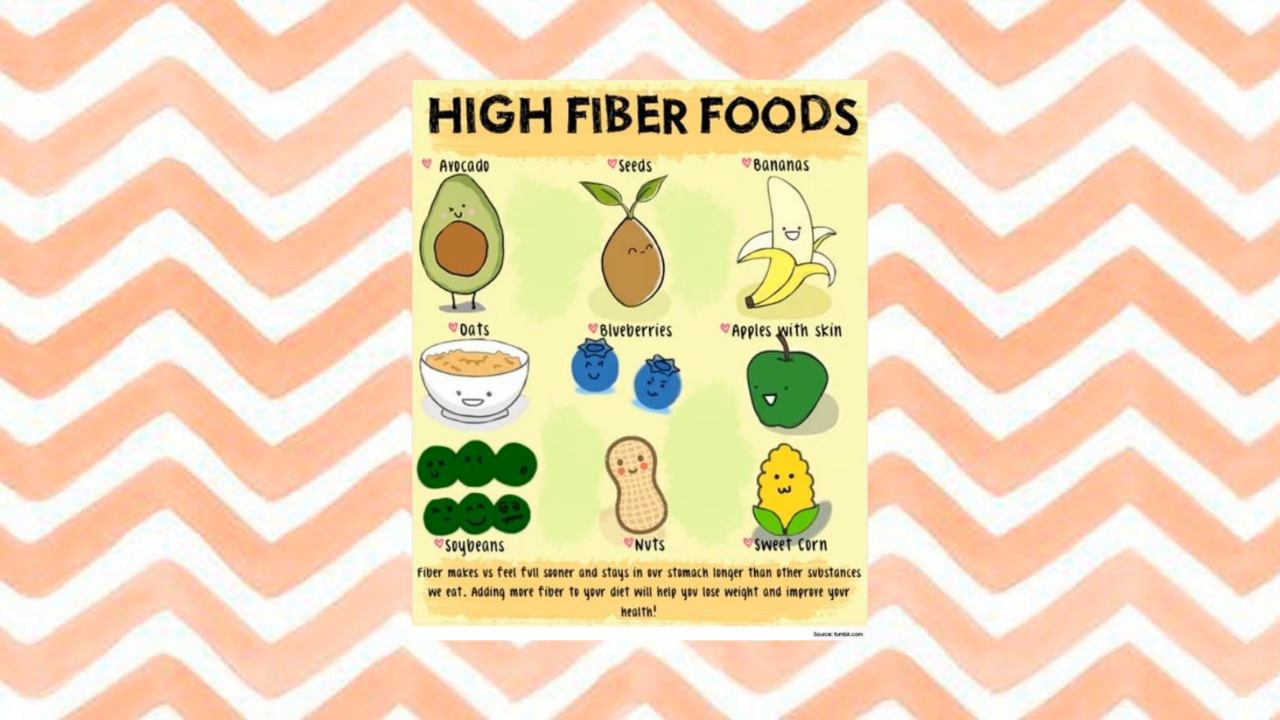 HIGH FIBER FOODS
Avocado
Seeds
Bananas
Oats
Blueberries
Apples with skin
Soybeans
Nuts
Sweet Corn
Fiber makes us feel full sooner and stays in our stomach longer than other substances
we eat. Adding more fiber to your diet will help you lose weight and improve your
health!
Source: tumblr.com